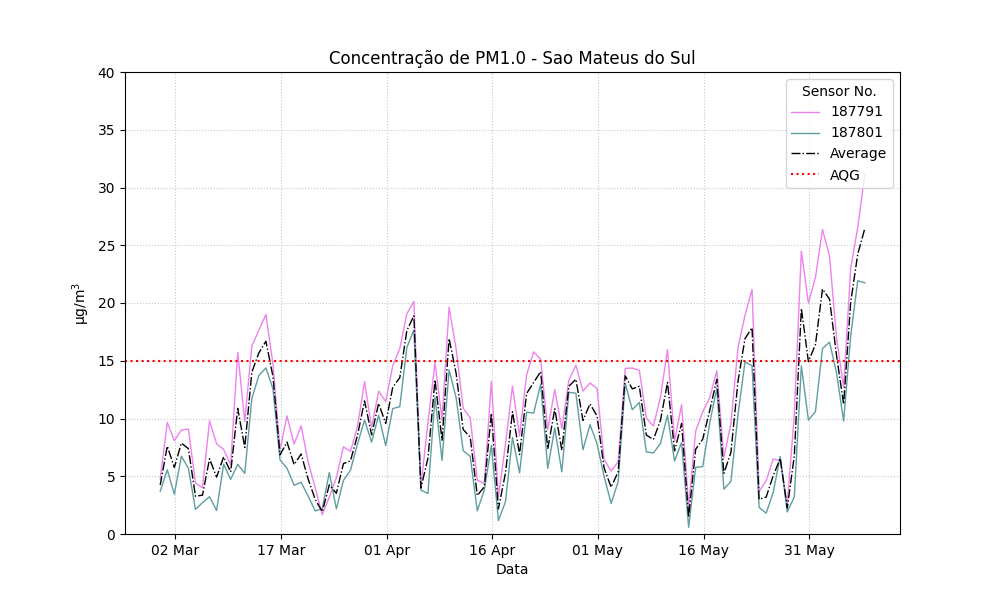 Concentração de PM1.0 - Sao Mateus do Sul
Sensor No.
187791
187801
Average
AQG
40
35
30
25
20
15
10
5
0
µg/m³
02 Mar
17 Mar
01 Apr
16 Apr
01 May
16 May
31 May
Data